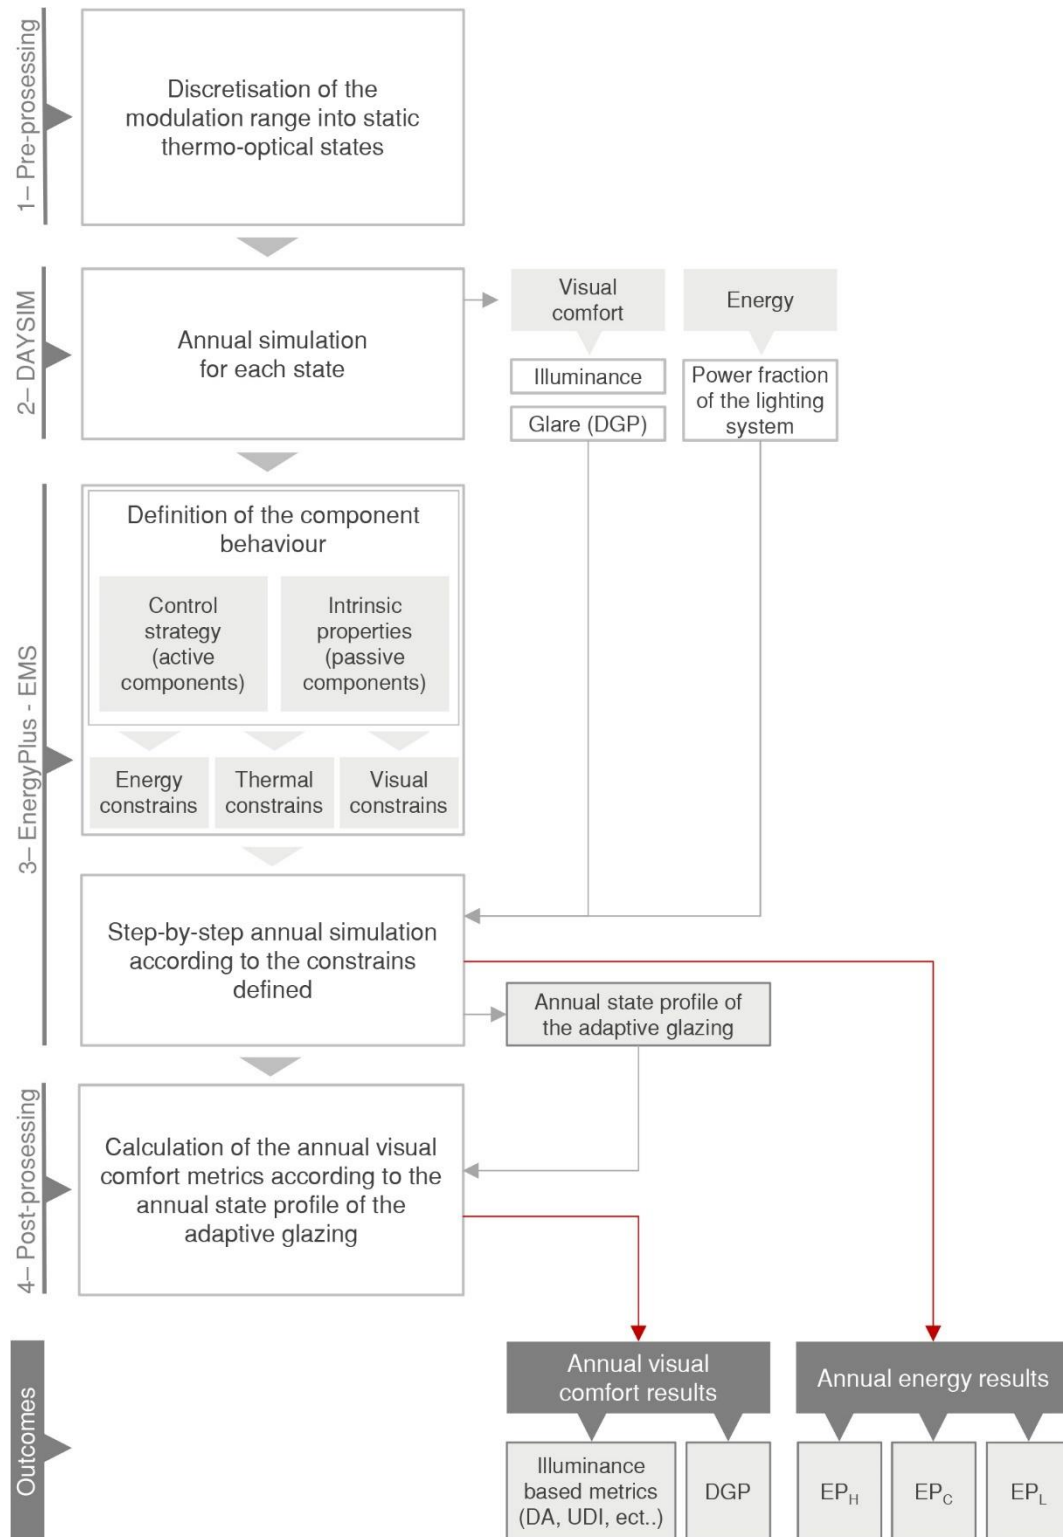 1– Pre-prosessing
Discretisation of the
modulation range into static
thermo-optical states
2– DAYSIM
Annual simulation
for each state
Visual
comfort
Illuminance
Glare (DGP)
Energy
Power fraction
of the lighting
system
3– EnergyPlus - EMS
Definition of the component
behaviour
Control
strategy
(active
components)
Intrinsic
properties
(passive
components)
Energy
constrains
Thermal
constrains
Visual
constrains
Step-by-step annual simulation
according to the constrains
defined
Annual state profile of
the adaptive glazing
4– Post-prosessing
Calculation of the annual visual
comfort metrics according to the
annual state profile of the
adaptive glazing
Outcomes
Annual visual
comfort results
Illuminance
based metrics
(DA, UDI, ect..)
DGP
Annual energy results
EPH
EPC
EPL